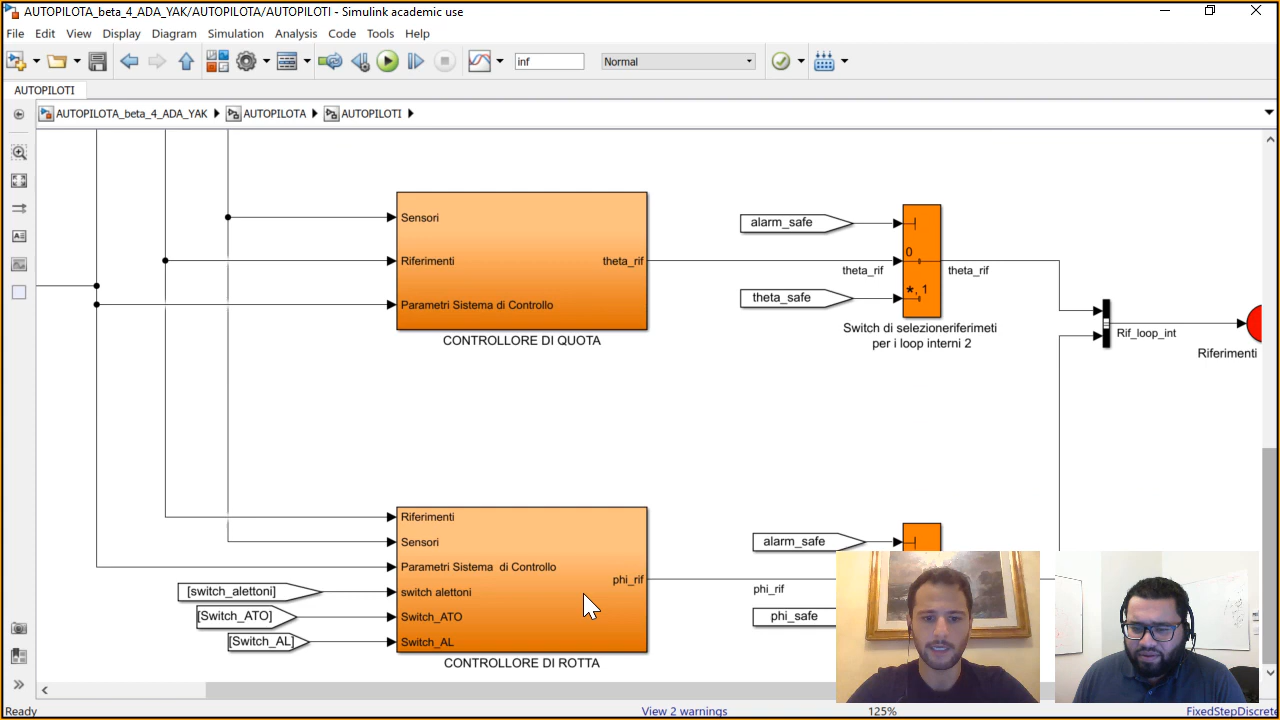 AUTOPILOTA_beta_4_ADA_YAK/AUTOPILOTA/AUTOPILOTI - Simulink academic use
File Edit View Display Diagram Simulation Analysis Code Tools Help
inf Normal
AUTOPILOTI
AUTOPILOTA_beta_4_ADA_YAK AUTOPILOTA AUTOPILOTI
Sensori
Riferimenti
Parametri Sistema di Controllo
theta_rif
CONTROLLORE DI QUOTA
alarm_safe
theta_rif
theta_safe
0
*, 1
theta_rif
Switch di selezioneriferimeti
per i loop interni 2
Rif_loop_int
Riferimenti
Riferimenti
Sensori
Parametri Sistema di Controllo
switch alettoni
Switch_ATO
Switch_AL
phi_rif
CONTROLLORE DI ROTTA
[switch_alettoni]
[Switch_ATO]
[Switch_AL]
alarm_safe
phi_rif
phi_safe
Ready View 2 warnings 125% FixedStepDiscrete